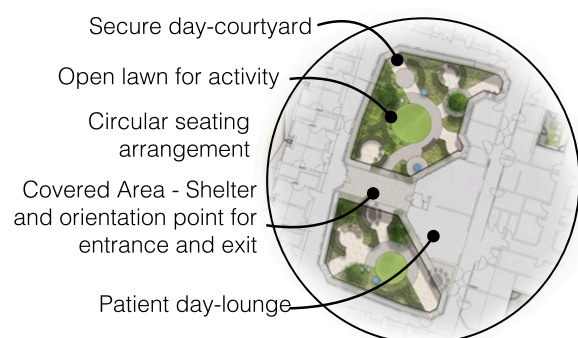 Secure day-courtyard
Open lawn for activity
Circular seating
arrangement
Covered Area - Shelter
and orientation point for
entrance and exit
Patient day-lounge